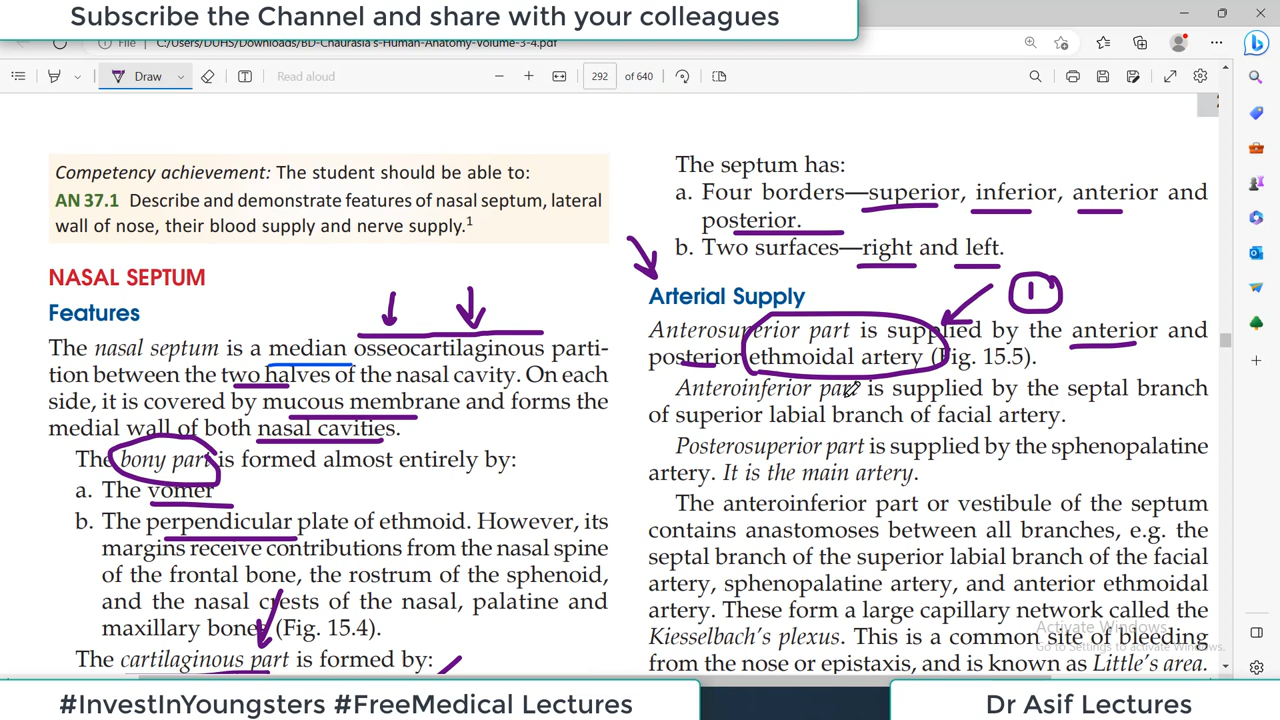 Subscribe the Channel and share with your colleagues
File C:/Users/DUHS/Downloads/BD-Chaurasia's-Human-Anatomy-Volume-3-4.pdf
Draw
Read aloud
292 of 640
Competency achievement: The student should be able to:
AN 37.1 Describe and demonstrate features of nasal septum, lateral
wall of nose, their blood supply and nerve supply.1
NASAL SEPTUM
Features
The nasal septum is a median osseocartilaginous parti-
tion between the two halves of the nasal cavity. On each
side, it is covered by mucous membrane and forms the
medial wall of both nasal cavities.
The bony part is formed almost entirely by:
a. The vomer
b. The perpendicular plate of ethmoid. However, its
margins receive contributions from the nasal spine
of the frontal bone, the rostrum of the sphenoid,
and the nasal crests of the nasal, palatine and
maxillary bones (Fig. 15.4).
The cartilaginous part is formed by:
The septum has:
a. Four borders—superior, inferior, anterior and
posterior.
b. Two surfaces—right and left.
1
Arterial Supply
Anterosuperior part is supplied by the anterior and
posterior ethmoidal artery (Fig. 15.5).
Anteroinferior part is supplied by the septal branch
of superior labial branch of facial artery.
Posterosuperior part is supplied by the sphenopalatine
artery. It is the main artery.
The anteroinferior part or vestibule of the septum
contains anastomoses between all branches, e.g. the
septal branch of the superior labial branch of the facial
artery, sphenopalatine artery, and anterior ethmoidal
artery. These form a large capillary network called the
Kiesselbach's plexus. This is a common site of bleeding
from the nose or epistaxis, and is known as Little's area.
Activate Windows
Go to Settings to activate Windows.
#InvestInYoungsters #FreeMedical Lectures
Dr Asif Lectures